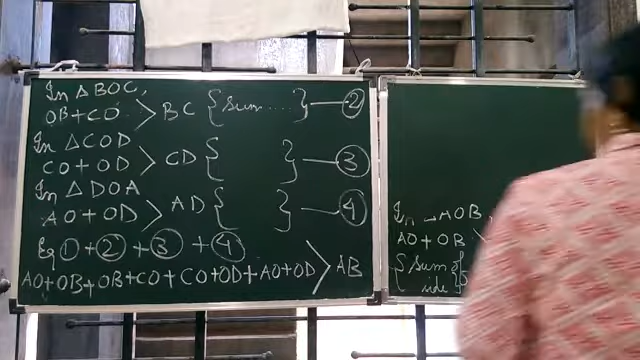 In △BOC,
OB+CO > BC {Sum ....} — ②
In △COD
CO + OD > CD { } — ③
In △DOA
AO + OD > AD { } — ④
Eq ① + ② + ③ + ④
AO+OB+OB+CO+CO+OD+AO+OD > AB
In △AOB,
AO + OB >
{Sum of
side